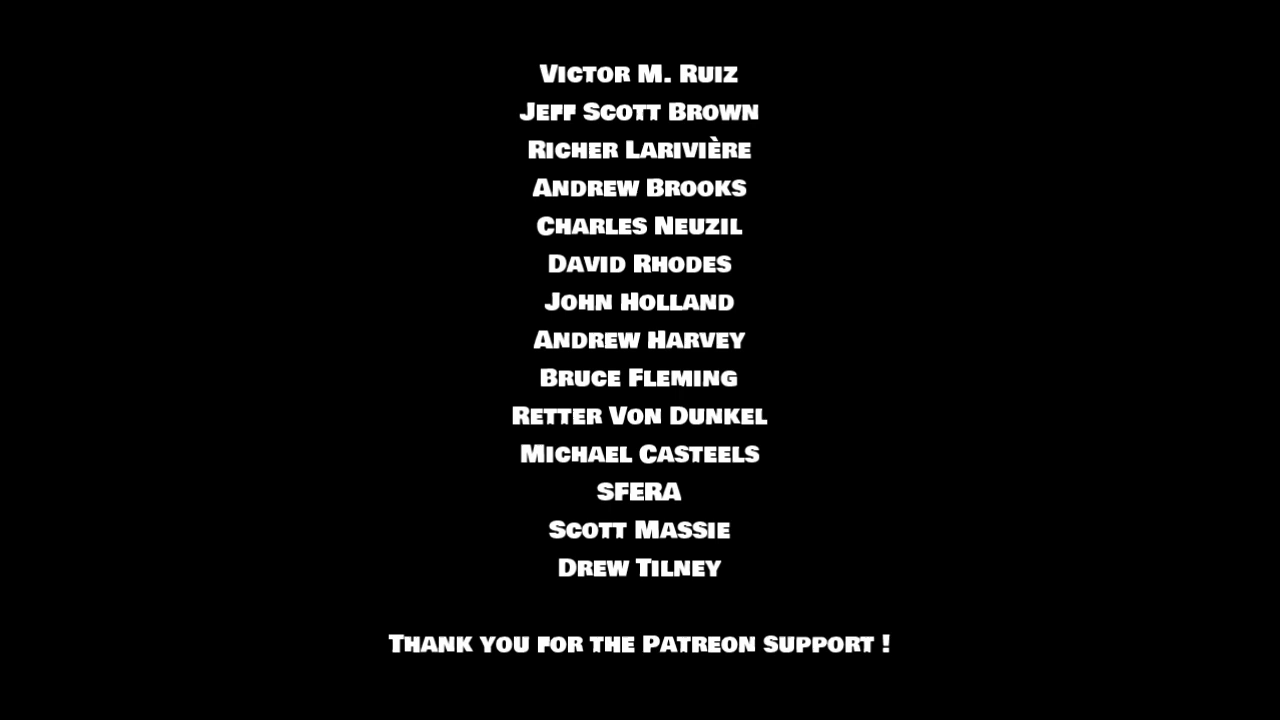 Victor M. Ruiz
Jeff Scott Brown
Richer Larivière
Andrew Brooks
Charles Neuzil
David Rhodes
John Holland
Andrew Harvey
Bruce Fleming
Retter Von Dunkel
Michael Casteels
SFERA
Scott Massie
Drew Tilney
Thank you for the Patreon support !